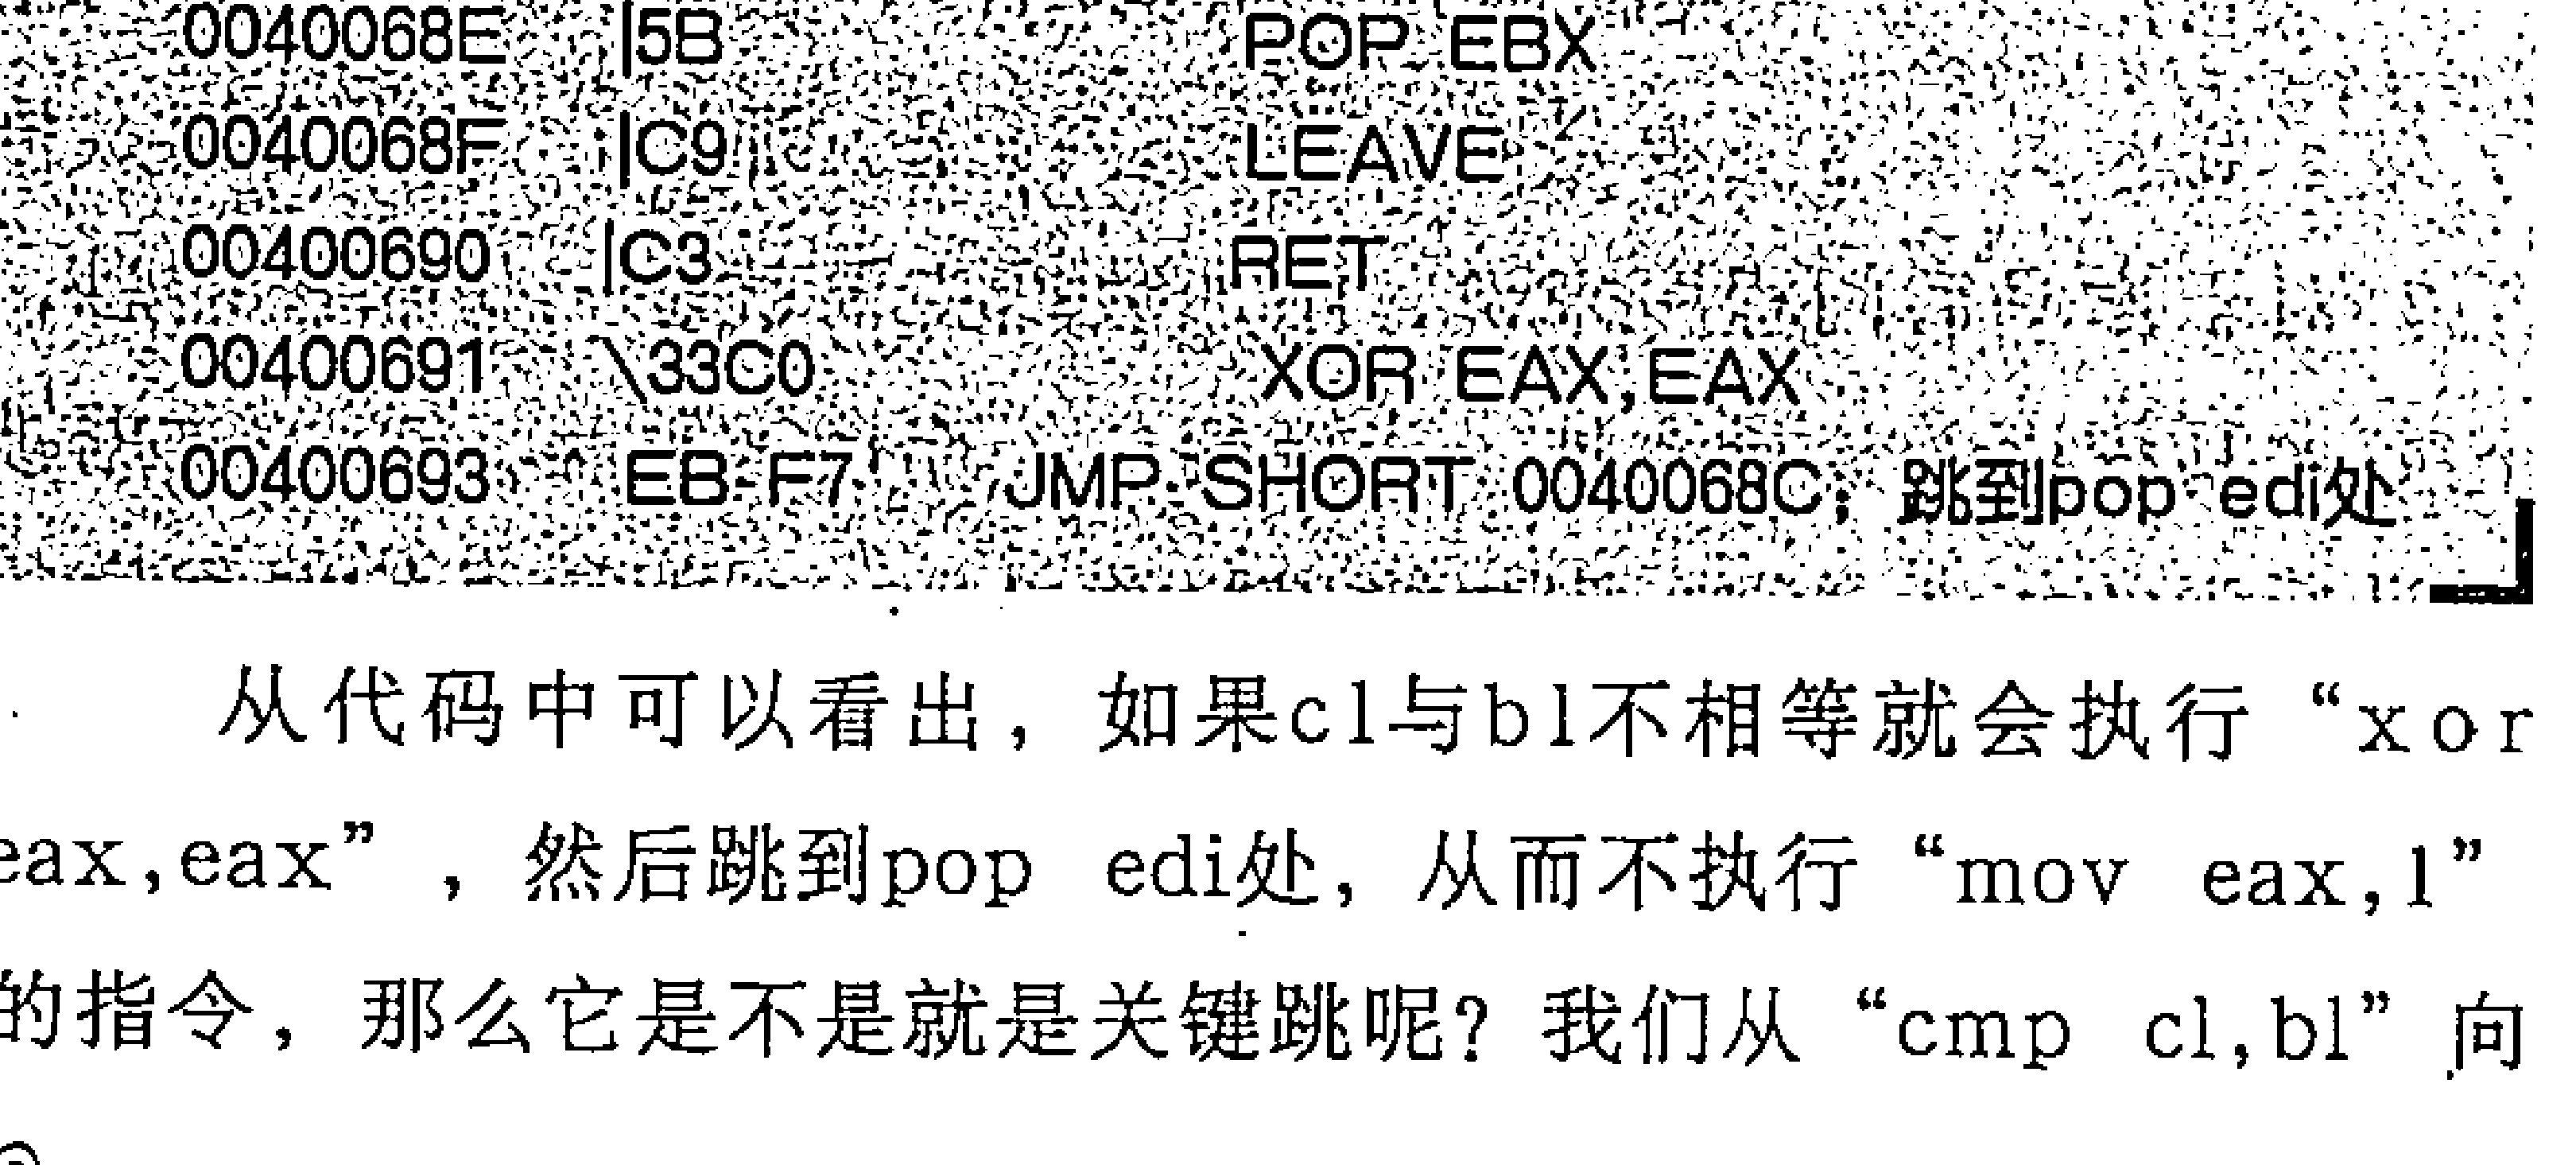 0040068E |5B POP EBX
0040068F |C9 LEAVE
00400690 |C3 RET
00400691 \33C0 XOR EAX,EAX
00400693 EB F7 JMP SHORT 0040068C; 跳到pop edi处
从代码中可以看出，如果cl与bl不相等就会执行“xor
eax,eax”，然后跳到pop edi处，从而不执行“mov eax,1”
的指令，那么它是不是就是关键跳呢？我们从“cmp cl,bl”向